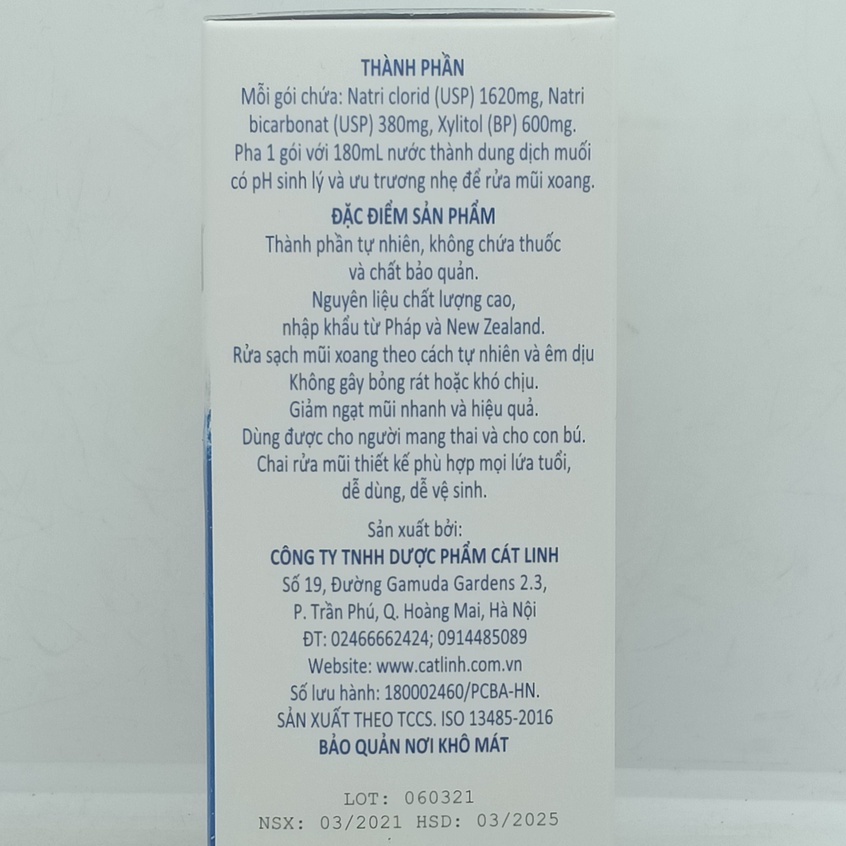 THÀNH PHẦN
Mỗi gói chứa: Natri clorid (USP) 1620mg, Natri
bicarbonat (USP) 380mg, Xylitol (BP) 600mg.
Pha 1 gói với 180mL nước thành dung dịch muối
có pH sinh lý và ưu trương nhẹ để rửa mũi xoang.
ĐẶC ĐIỂM SẢN PHẨM
Thành phần tự nhiên, không chứa thuốc
và chất bảo quản.
Nguyên liệu chất lượng cao,
nhập khẩu từ Pháp và New Zealand.
Rửa sạch mũi xoang theo cách tự nhiên và êm dịu
Không gây bỏng rát hoặc khó chịu.
Giảm ngạt mũi nhanh và hiệu quả.
Dùng được cho người mang thai và cho con bú.
Chai rửa mũi thiết kế phù hợp mọi lứa tuổi,
dễ dùng, dễ vệ sinh.
Sản xuất bởi:
CÔNG TY TNHH DƯỢC PHẨM CÁT LINH
Số 19, Đường Gamuda Gardens 2.3,
P. Trần Phú, Q. Hoàng Mai, Hà Nội
ĐT: 02466662424; 0914485089
Website: www.catlinh.com.vn
Số lưu hành: 180002460/PCBA-HN.
SẢN XUẤT THEO TCCS. ISO 13485-2016
BẢO QUẢN NƠI KHÔ MÁT
LOT: 060321
NSX: 03/2021 HSD: 03/2025